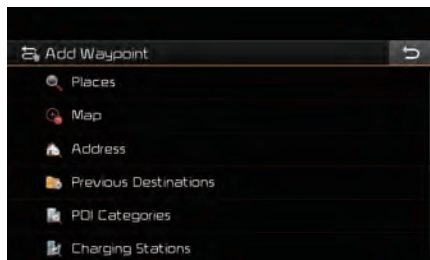 Add Waypoint
Places
Map
Address
Previous Destinations
POI Categories
Charging Stations